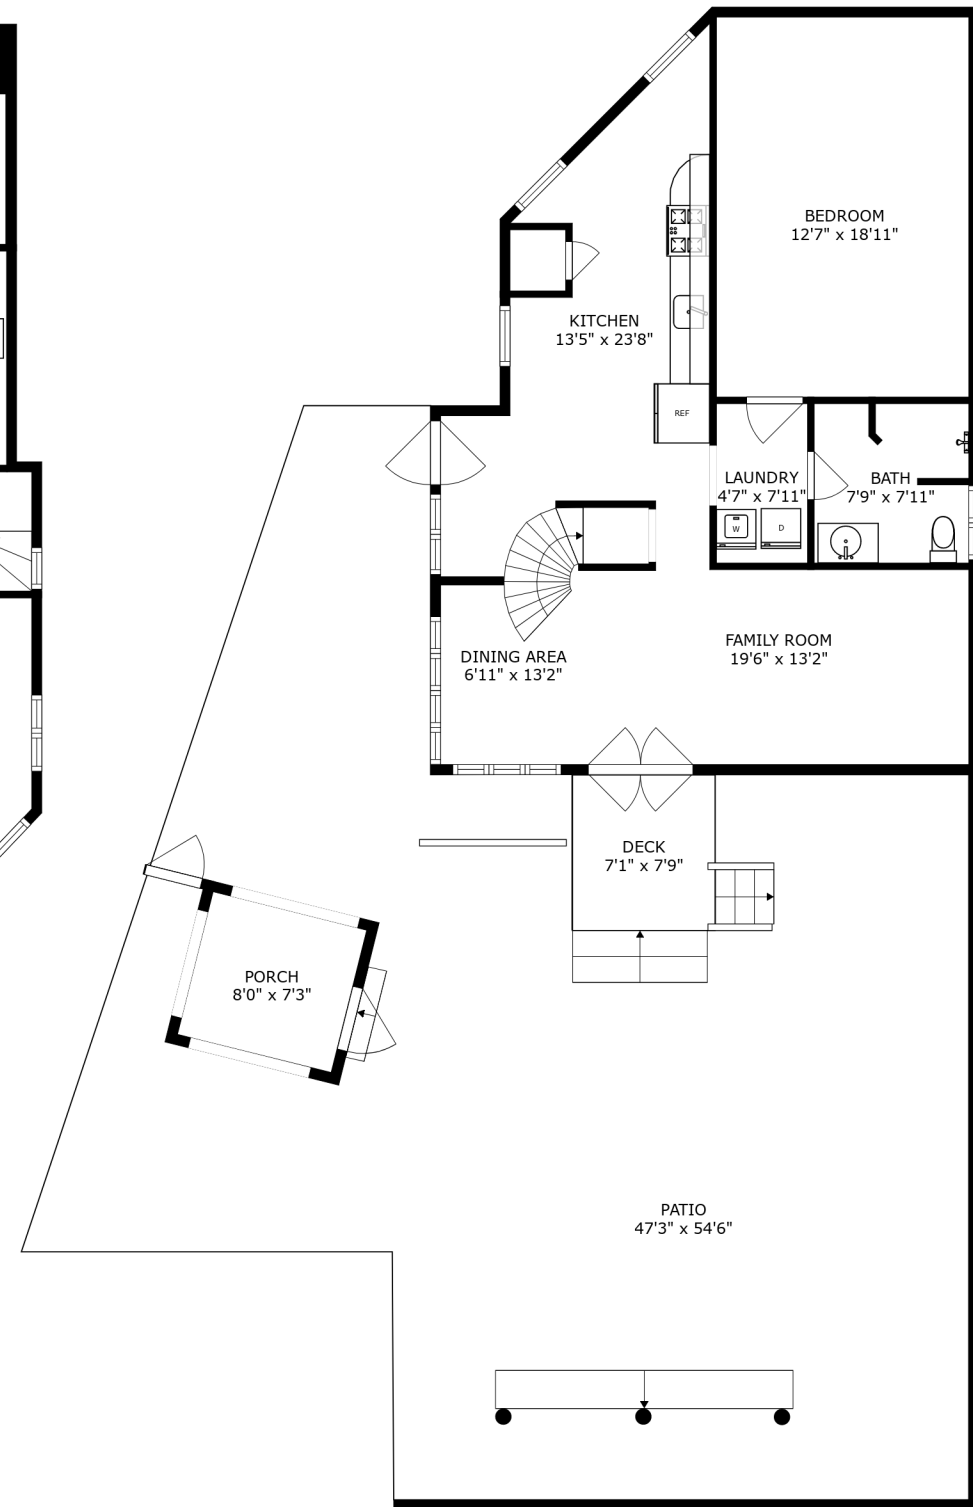 BEDROOM
12'7" x 18'11"
KITCHEN
13'5" x 23'8"
REF
LAUNDRY
4'7" x 7'11"
BATH
7'9" x 7'11"
W
D
DINING AREA
6'11" x 13'2"
FAMILY ROOM
19'6" x 13'2"
DECK
7'1" x 7'9"
PORCH
8'0" x 7'3"
PATIO
47'3" x 54'6"